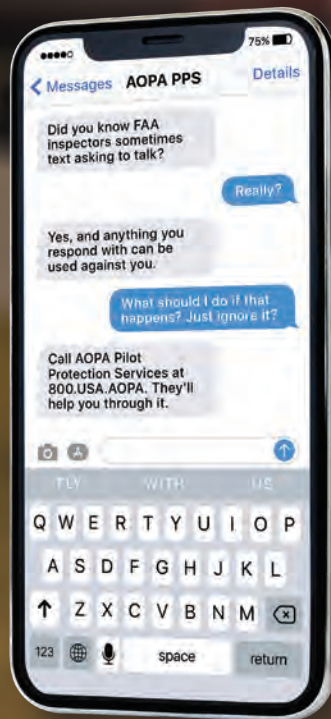 75%
Messages AOPA PPS Details
Did you know FAA
inspectors sometimes
text asking to talk?
Really?
Yes, and anything you
respond with can be
used against you.
What should I do if that
happens? Just ignore it?
Call AOPA Pilot
Protection Services at
800.USA.AOPA. They'll
help you through it.
FLY WITH US
Q W E R T Y U I O P
A S D F G H J K L
Z X C V B N M
123 space return